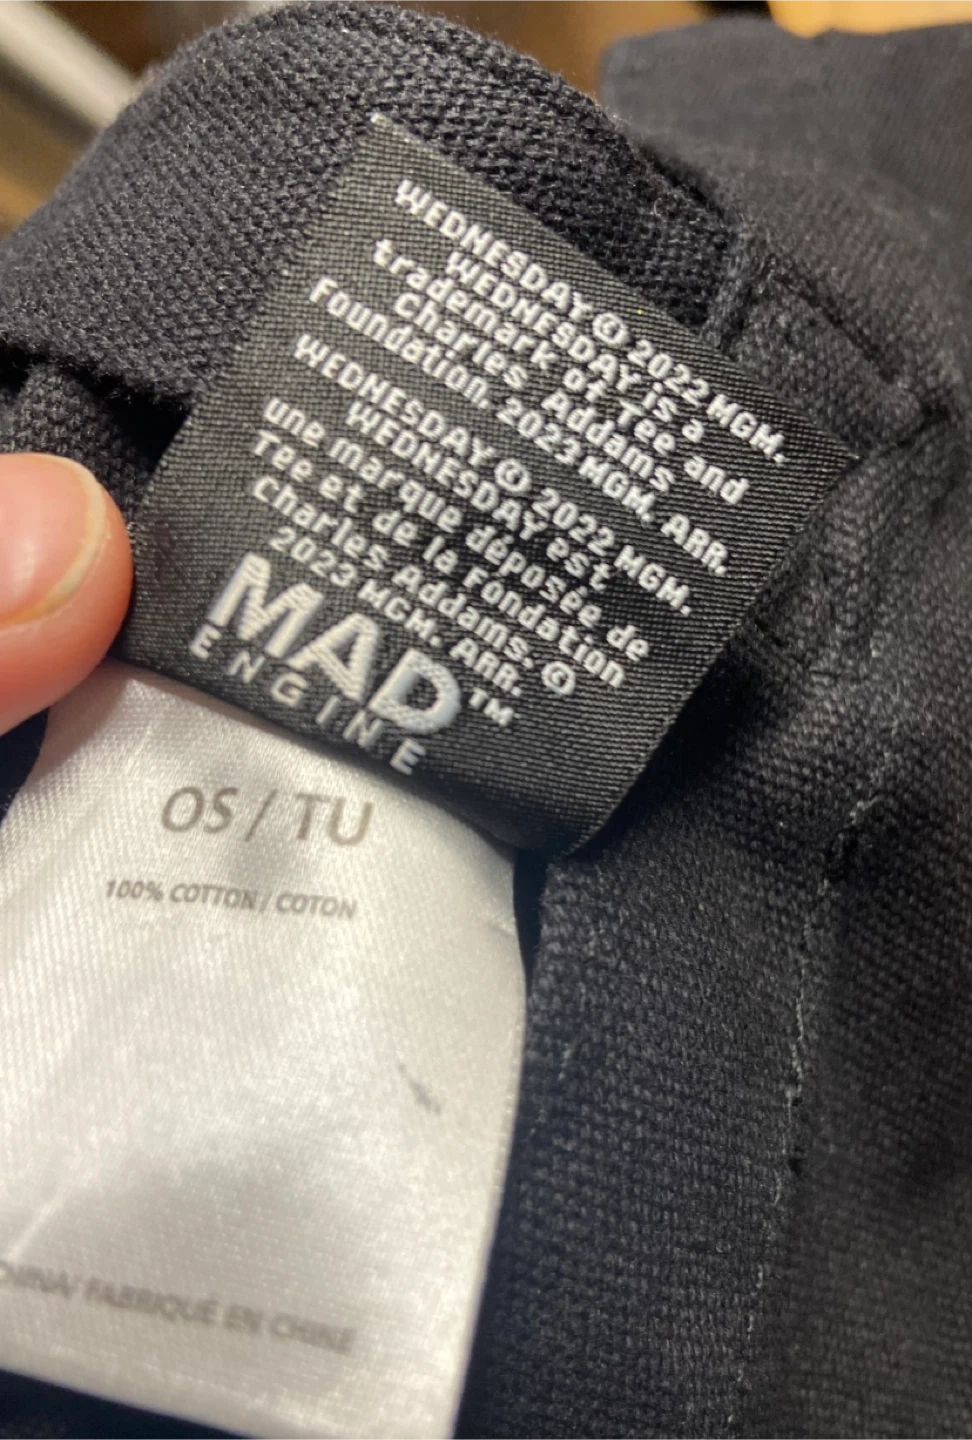 WEDNESDAY © 2022 MGM.
WEDNESDAY is a
trademark of Tee and
Charles Addams
Foundation. 2023 MGM. ARR.
WEDNESDAY © 2022 MGM.
WEDNESDAY est
une marque déposée de
Tee et de la Fondation
Charles Addams. ©
2023 MGM. ARR.
MAD™
ENGINE
OS / TU
100% COTTON / COTON
CHINA/ FABRIQUÉ EN CHINE